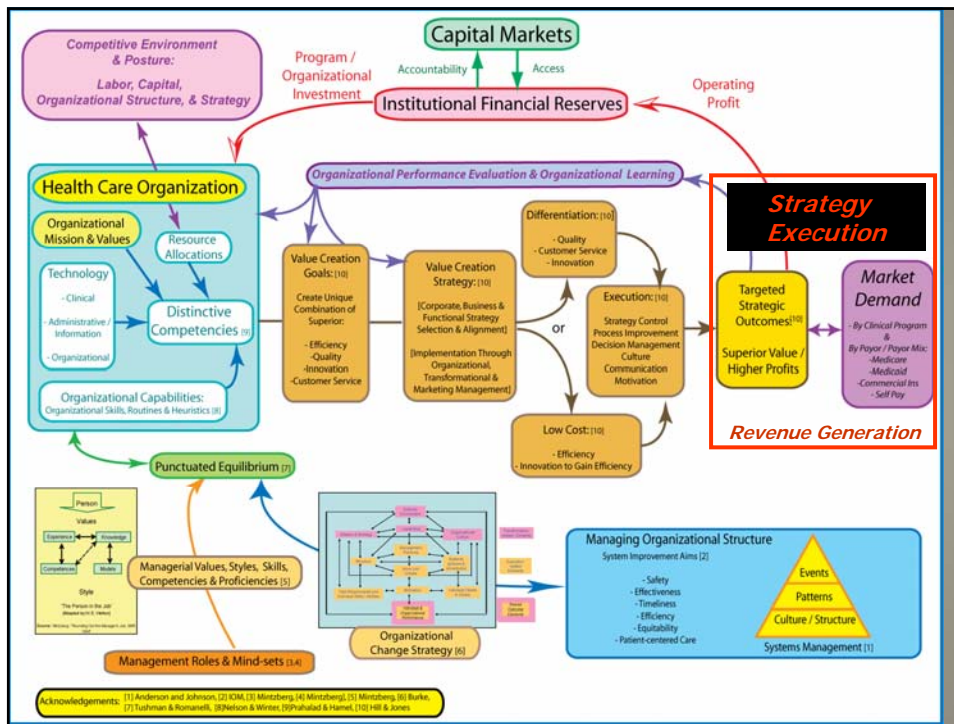 Competitive Environment
& Posture:
Labor, Capital,
Organizational Structure, & Strategy
Capital Markets
Accountability
Access
Program /
Organizational
Investment
Institutional Financial Reserves
Operating
Profit
Organizational Performance Evaluation & Organizational Learning
Health Care Organization
Organizational
Mission & Values
Resource
Allocations
Technology
- Clinical
- Administrative /
Information
- Organizational
Distinctive
Competencies [9]
Organizational Capabilities:
Organizational Skills, Routines & Heuristics [8]
Value Creation
Goals: [10]
Create Unique
Combination of
Superior:
- Efficiency
-Quality
-Innovation
-Customer Service
Value Creation
Strategy: [10]
[Corporate, Business &
Functional Strategy
Selection & Alignment]
[Implementation Through
Organizational,
Transformational &
Marketing Management]
Differentiation: [10]
- Quality
- Customer Service
- Innovation
or
Low Cost: [10]
- Efficiency
- Innovation to Gain Efficiency
Execution: [10]
Strategy Control
Process Improvement
Decision Management
Culture
Communication
Motivation
Strategy
Execution
Targeted
Strategic
Outcomes:[10]
Superior Value /
Higher Profits
Market
Demand
- By Clinical Program
&
By Payor / Payor Mix:
- Medicare
- Medicaid
-Commercial Ins
- Self Pay
Revenue Generation
Punctuated Equilibrium [7]
Person
Values
Experience
Knowledge
Competences
Models
Style
'The Person in the Job'
Managerial Values, Styles, Skills,
Competencies & Proficiencies [5]
Management Roles & Mind-sets [3,4]
Organizational
Change Strategy [6]
Managing Organizational Structure
System Improvement Aims [2]
- Safety
- Effectiveness
- Timeliness
- Efficiency
- Equitability
- Patient-centered Care
Events
Patterns
Culture / Structure
Systems Management [1]
Acknowledgements: [1] Anderson and Johnson, [2] IOM, [3] Mintzberg, [4] Mintzberg], [5] Mintzberg, [6] Burke,
[7] Tushman & Romanelli, [8]Nelson & Winter, [9]Prahalad & Hamel, [10] Hill & Jones